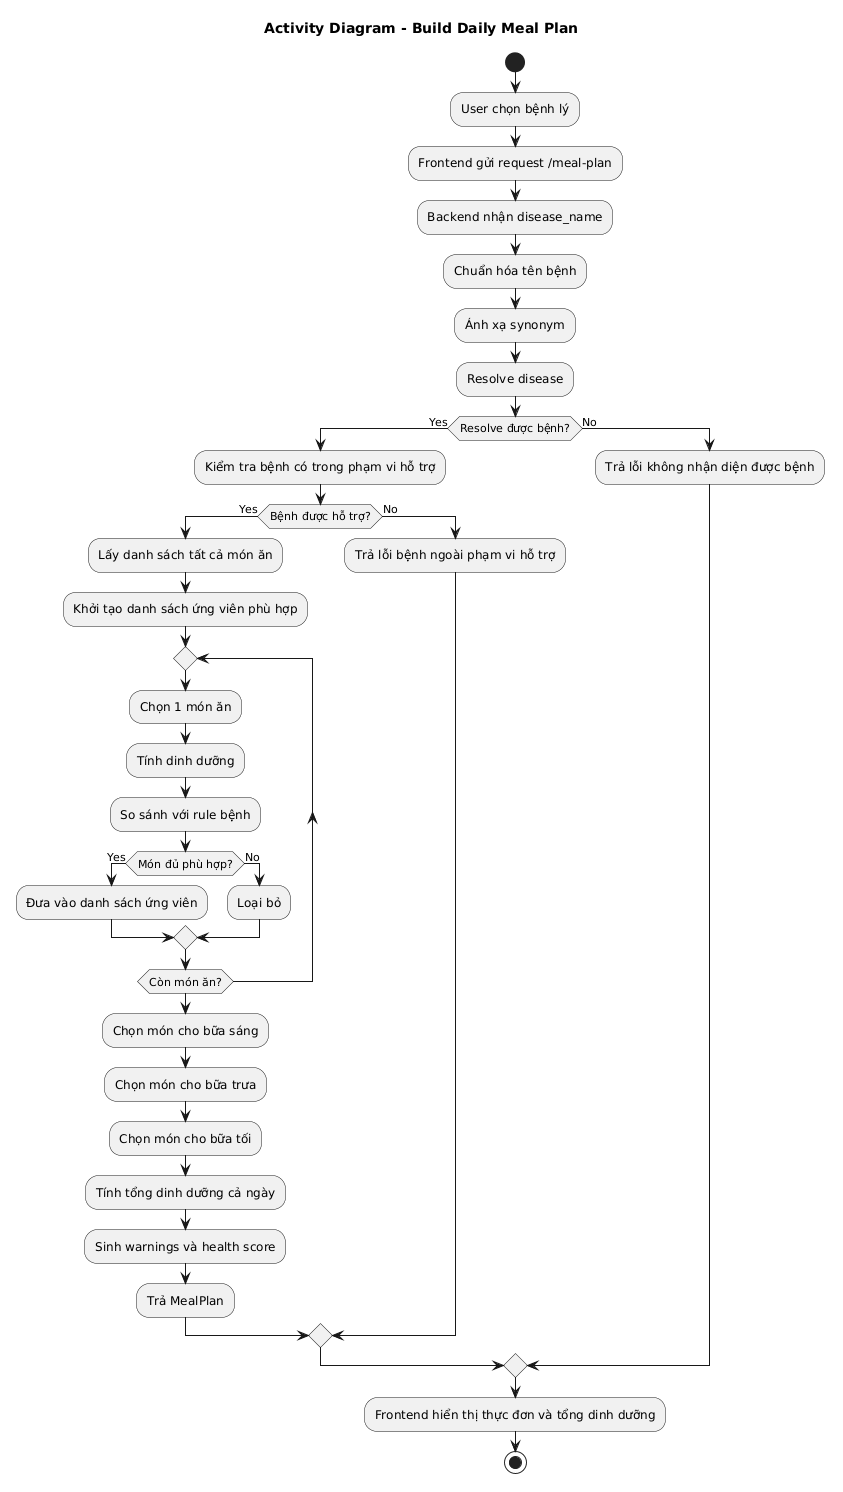 Activity Diagram - Build Daily Meal Plan
User chọn bệnh lý
Frontend gửi request /meal-plan
Backend nhận disease_name
Chuẩn hóa tên bệnh
Ánh xạ synonym
Resolve disease
Yes
Resolve được bệnh?
No
Kiểm tra bệnh có trong phạm vi hỗ trợ
Trả lỗi không nhận diện được bệnh
Yes
Bệnh được hỗ trợ?
No
Lấy danh sách tất cả món ăn
Trả lỗi bệnh ngoài phạm vi hỗ trợ
Khởi tạo danh sách ứng viên phù hợp
Chọn 1 món ăn
Tính dinh dưỡng
So sánh với rule bệnh
Yes
Món đủ phù hợp?
No
Đưa vào danh sách ứng viên
Loại bỏ
Còn món ăn?
Chọn món cho bữa sáng
Chọn món cho bữa trưa
Chọn món cho bữa tối
Tính tổng dinh dưỡng cả ngày
Sinh warnings và health score
Trả MealPlan
Frontend hiển thị thực đơn và tổng dinh dưỡng